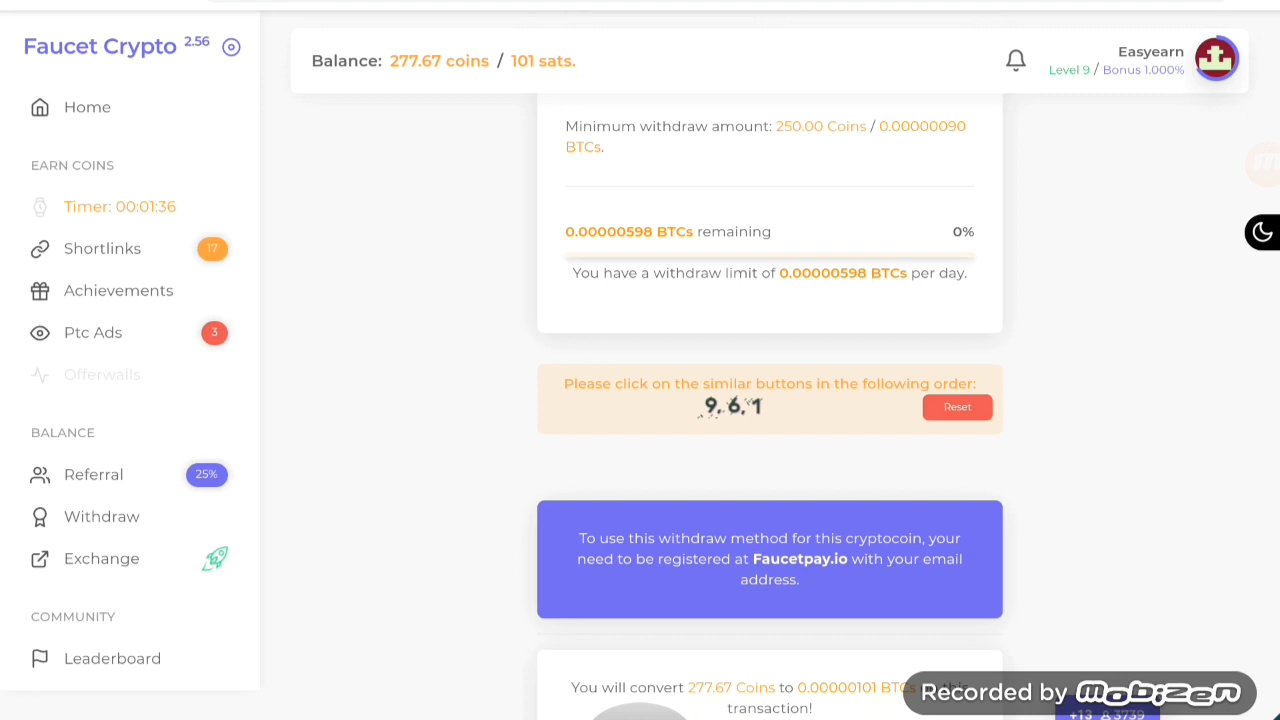 Faucet Crypto 2.56
Balance: 277.67 coins / 101 sats.
Easyearn
Level 9 / Bonus 1.000%
Home
EARN COINS
Timer: 00:01:36
Shortlinks 17
Achievements
Ptc Ads 3
Offerwalls
BALANCE
Referral 25%
Withdraw
Exchange
COMMUNITY
Leaderboard
Minimum withdraw amount: 250.00 Coins / 0.00000090
BTCs.
0.00000598 BTCs remaining 0%
You have a withdraw limit of 0.00000598 BTCs per day.
Please click on the similar buttons in the following order:
9, 6, 1
Reset
To use this withdraw method for this cryptocoin, your
need to be registered at Faucetpay.io with your email
address.
You will convert 277.67 Coins to 0.00000101 BTCs on this
transaction!
Recorded by MOBIZEN